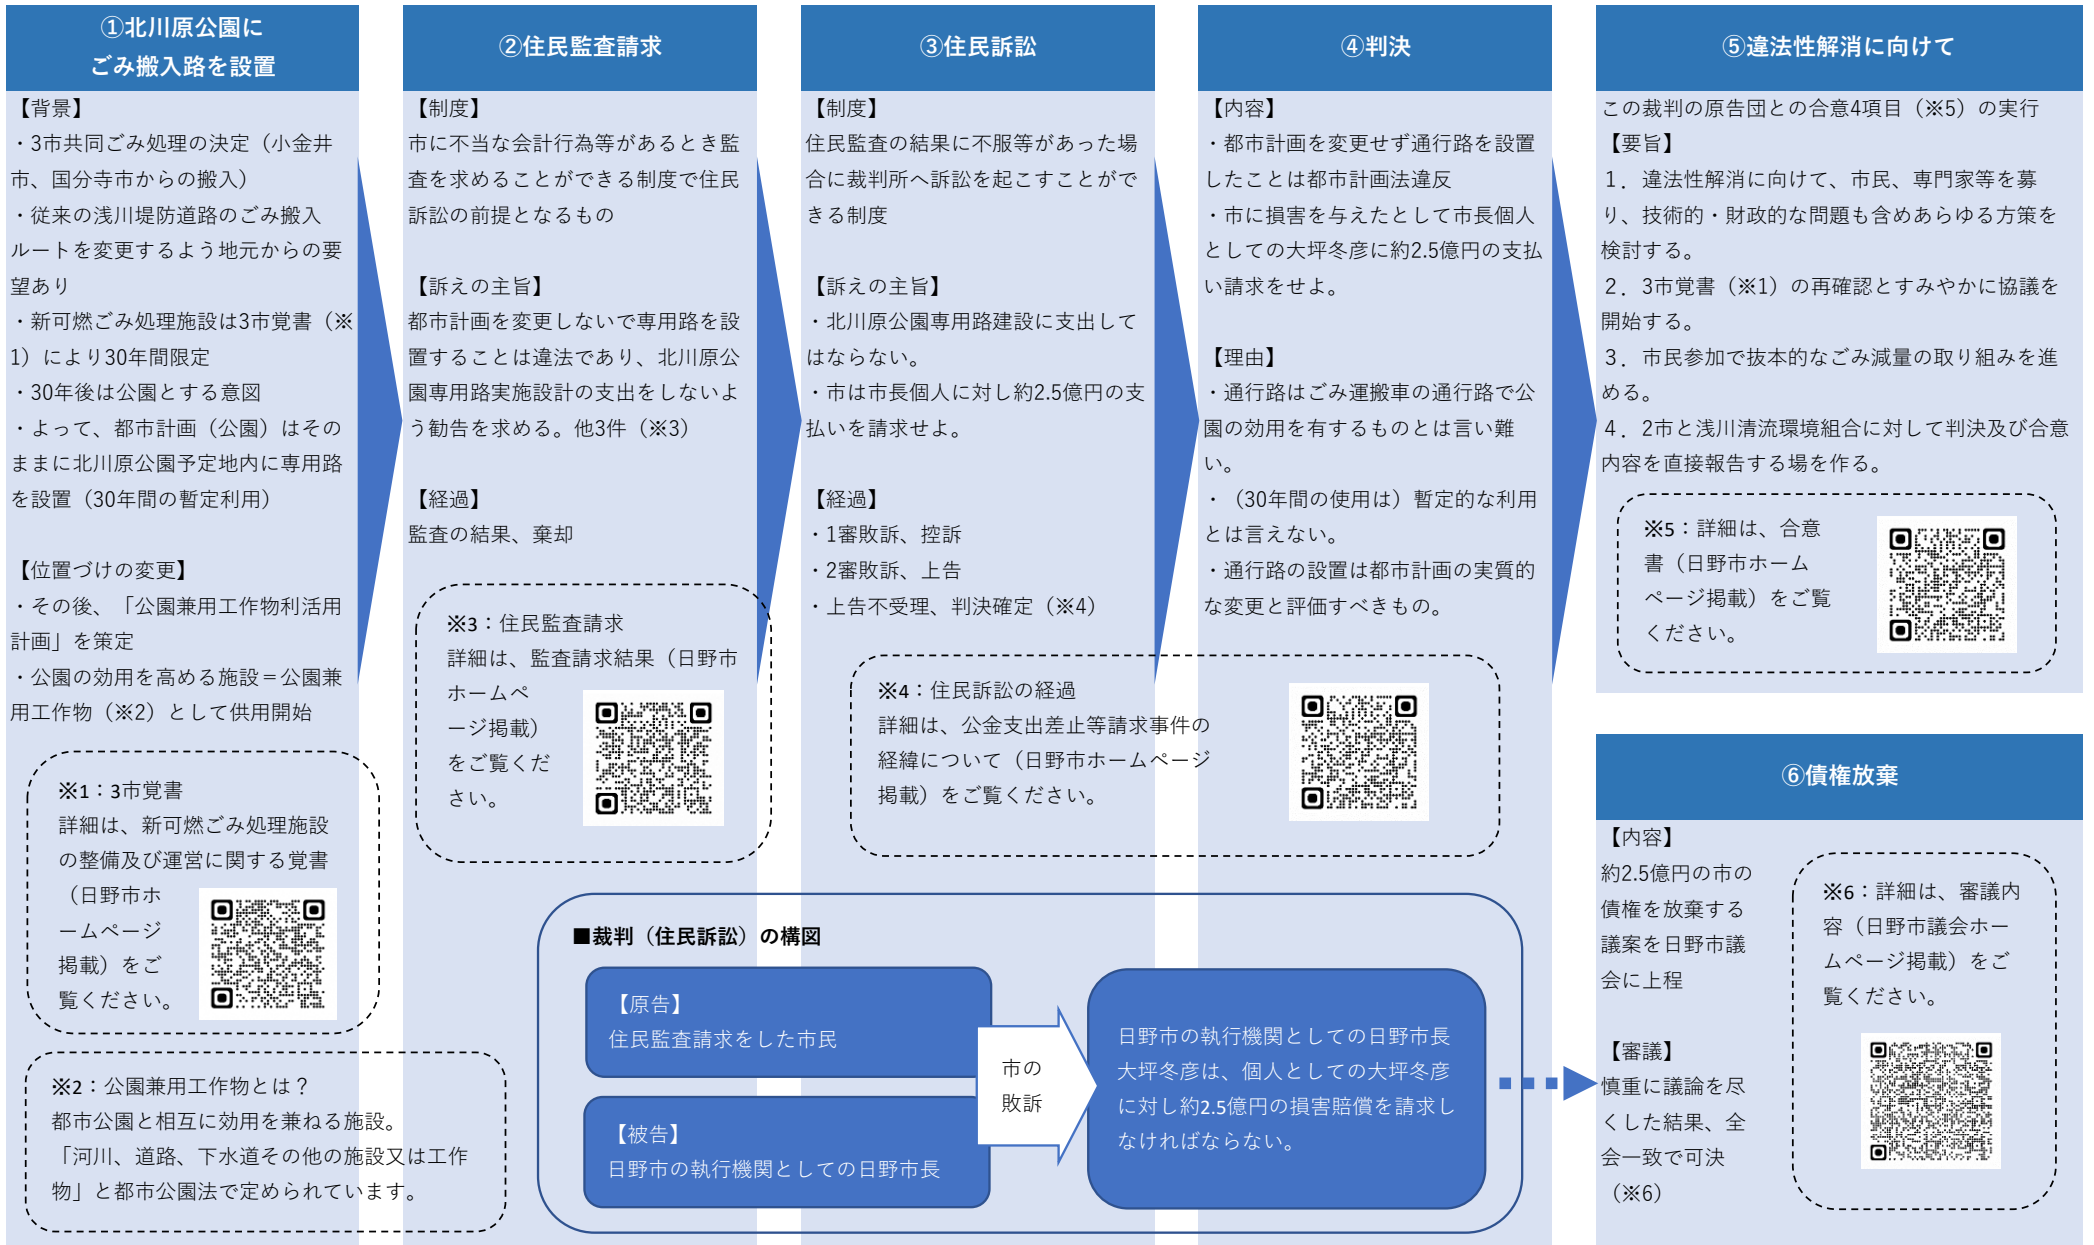 ①北川原公園に
ごみ搬入路を設置
【背景】
・3市共同ごみ処理の決定（小金井
市、国分寺市からの搬入）
・従来の浅川堤防道路のごみ搬入
ルートを変更するよう地元からの要
望あり
・新可燃ごみ処理施設は3市覚書（※
1）により30年間限定
・30年後は公園とする意図
・よって、都市計画（公園）はその
ままに北川原公園予定地内に専用路
を設置（30年間の暫定利用）
【位置づけの変更】
・その後、「公園兼用工作物利活用
計画」を策定
・公園の効用を高める施設＝公園兼
用工作物（※2）として供用開始
※1：3市覚書
詳細は、新可燃ごみ処理施設
の整備及び運営に関する覚書
（日野市ホ
ームページ
掲載）をご
覧ください。
※2：公園兼用工作物とは？
都市公園と相互に効用を兼ねる施設。
「河川、道路、下水道その他の施設又は工作
物」と都市公園法で定められています。
②住民監査請求
【制度】
市に不当な会計行為等があるとき監
査を求めることができる制度で住民
訴訟の前提となるもの
【訴えの主旨】
都市計画を変更しないで専用路を設
置することは違法であり、北川原公
園専用路実施設計の支出をしないよ
う勧告を求める。他3件（※3）
【経過】
監査の結果、棄却
※3：住民監査請求
詳細は、監査請求結果（日野市
ホームペ
ージ掲載）
をご覧くだ
さい。
③住民訴訟
【制度】
住民監査の結果に不服等があった場
合に裁判所へ訴訟を起こすことがで
きる制度
【訴えの主旨】
・北川原公園専用路建設に支出して
はならない。
・市は市長個人に対し約2.5億円の支
払いを請求せよ。
【経過】
・1審敗訴、控訴
・2審敗訴、上告
・上告不受理、判決確定（※4）
※4：住民訴訟の経過
詳細は、公金支出差止等請求事件の
経緯について（日野市ホームページ
掲載）をご覧ください。
④判決
【内容】
・都市計画を変更せず通行路を設置
したことは都市計画法違反
・市に損害を与えたとして市長個人
としての大坪冬彦に約2.5億円の支払
い請求をせよ。
【理由】
・通行路はごみ運搬車の通行路で公
園の効用を有するものとは言い難
い。
・（30年間の使用は）暫定的な利用
とは言えない。
・通行路の設置は都市計画の実質的
な変更と評価すべきもの。
■裁判（住民訴訟）の構図
【原告】
住民監査請求をした市民
【被告】
日野市の執行機関としての日野市長
市の
敗訴
日野市の執行機関としての日野市長
大坪冬彦は、個人としての大坪冬彦
に対し約2.5億円の損害賠償を請求し
なければならない。
⑤違法性解消に向けて
この裁判の原告団との合意4項目（※5）の実行
【要旨】
1．違法性解消に向けて、市民、専門家等を募
り、技術的・財政的な問題も含めあらゆる方策を
検討する。
2．3市覚書（※1）の再確認とすみやかに協議を
開始する。
3．市民参加で抜本的なごみ減量の取り組みを進
める。
4．2市と浅川清流環境組合に対して判決及び合意
内容を直接報告する場を作る。
※5：詳細は、合意
書（日野市ホーム
ページ掲載）をご覧
ください。
⑥債権放棄
【内容】
約2.5億円の市の
債権を放棄する
議案を日野市議
会に上程
【審議】
慎重に議論を尽
くした結果、全
会一致で可決
（※6）
※6：詳細は、審議内
容（日野市議会ホー
ムページ掲載）をご
覧ください。